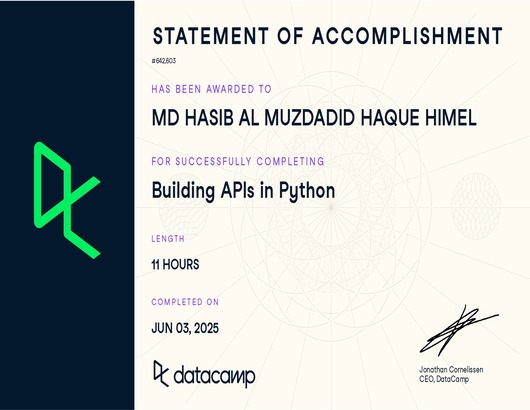 STATEMENT OF ACCOMPLISHMENT
#642,603
HAS BEEN AWARDED TO
MD HASIB AL MUZDADID HAQUE HIMEL
FOR SUCCESSFULLY COMPLETING
Building APIs in Python
LENGTH
11 HOURS
COMPLETED ON
JUN 03, 2025
datacamp
Jonathan Cornelissen
CEO, DataCamp